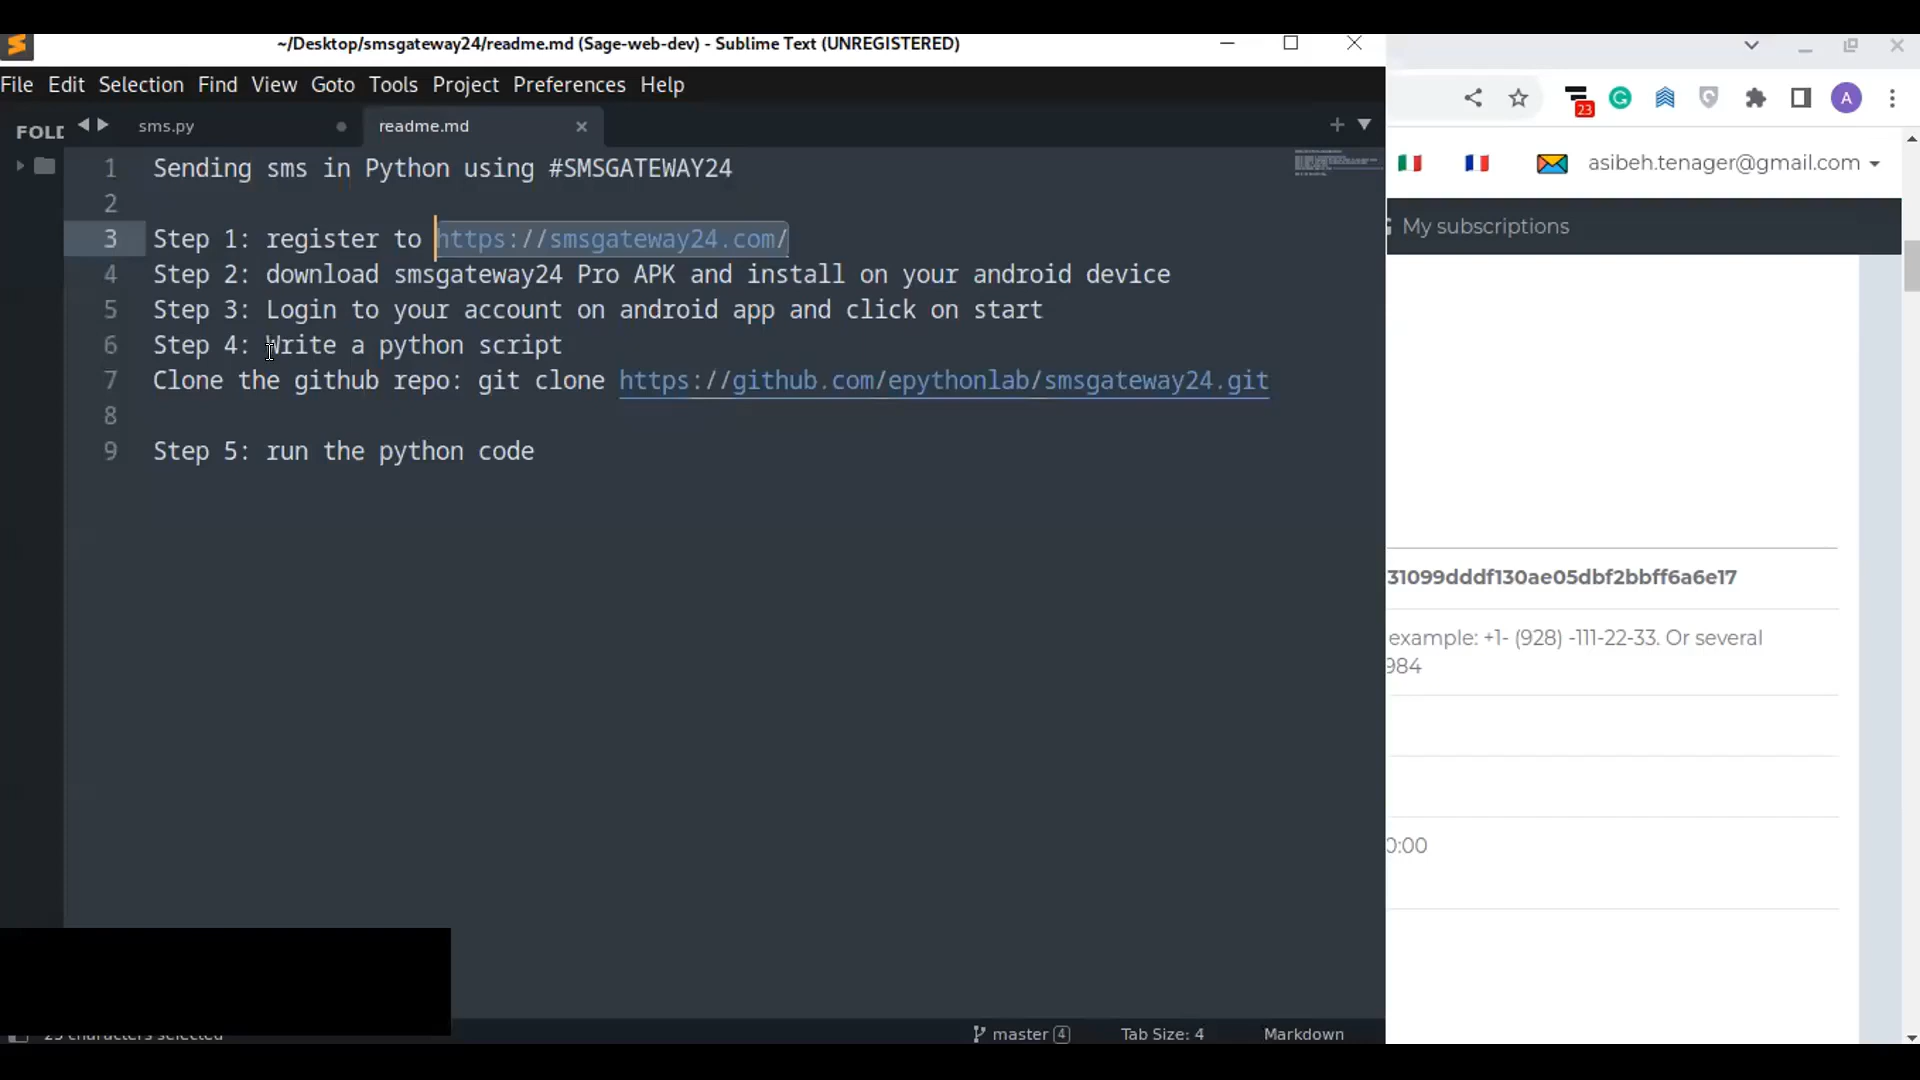 ~/Desktop/smsgateway24/readme.md (Sage-web-dev) - Sublime Text (UNREGISTERED)
File Edit Selection Find View Goto Tools Project Preferences Help
FOLD
sms.py
readme.md
1 Sending sms in Python using #SMSGATEWAY24
2
3 Step 1: register to https://smsgateway24.com/
4 Step 2: download smsgateway24 Pro APK and install on your android device
5 Step 3: Login to your account on android app and click on start
6 Step 4: Write a python script
7 Clone the github repo: git clone https://github.com/epythonlab/smsgateway24.git
8
9 Step 5: run the python code
25 characters selected
master 4
Tab Size: 4
Markdown
23
A
asibeh.tenager@gmail.com
My subscriptions
31099dddf130ae05dbf2bbff6a6e17
example: +1- (928) -111-22-33. Or several
984
0:00